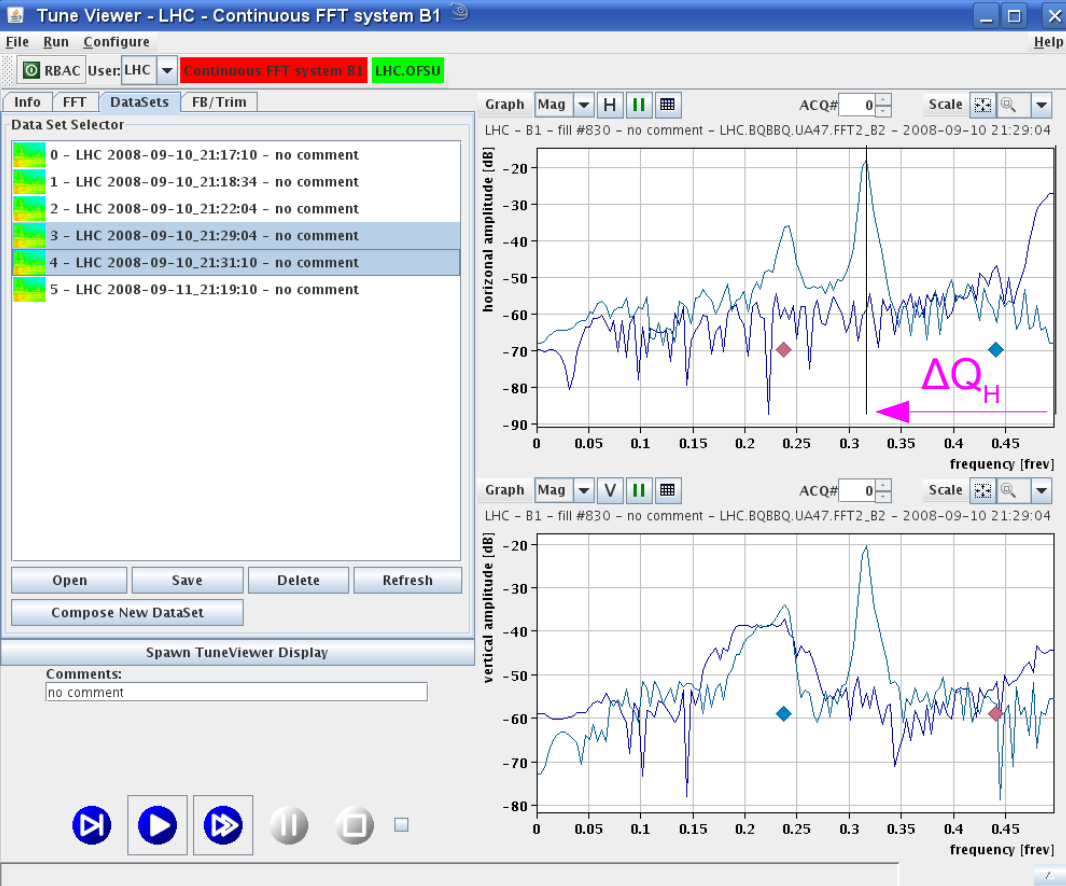 Tune Viewer - LHC - Continuous FFT system B1
File Run Configure Help
RBAC User: LHC Continuous FFT system B1 LHC.OFSU
Info FFT DataSets FB/Trim
Data Set Selector
0 - LHC 2008-09-10_21:17:10 - no comment
1 - LHC 2008-09-10_21:18:34 - no comment
2 - LHC 2008-09-10_21:22:04 - no comment
3 - LHC 2008-09-10_21:29:04 - no comment
4 - LHC 2008-09-10_21:31:10 - no comment
5 - LHC 2008-09-11_21:19:10 - no comment
Open Save Delete Refresh
Compose New DataSet
Spawn TuneViewer Display
Comments:
no comment
Graph Mag H ACQ# 0 Scale
LHC - B1 - fill #830 - no comment - LHC.BQBBQ.UA47.FFT2_B2 - 2008-09-10 21:29:04
horizonal amplitude [dB]
-20
-30
-40
-50
-60
-70
-80
-90
ΔQH
0 0.05 0.1 0.15 0.2 0.25 0.3 0.35 0.4 0.45
frequency [frev]
Graph Mag V ACQ# 0 Scale
LHC - B1 - fill #830 - no comment - LHC.BQBBQ.UA47.FFT2_B2 - 2008-09-10 21:29:04
vertical amplitude [dB]
-20
-30
-40
-50
-60
-70
-80
0 0.05 0.1 0.15 0.2 0.25 0.3 0.35 0.4 0.45
frequency [frev]